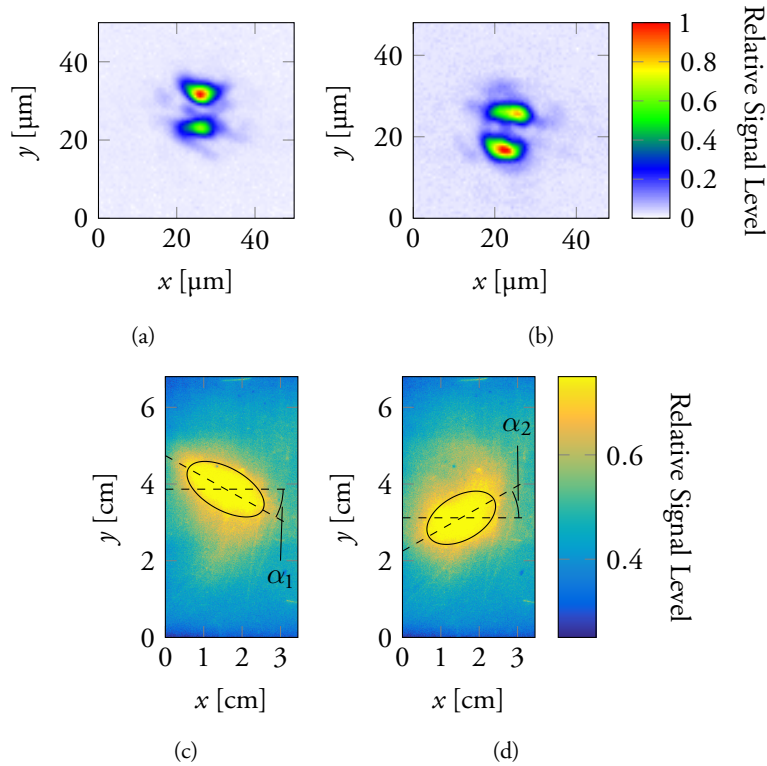 40
20
0
y [μm]
0
20
40
x [μm]
(a)
40
20
0
y [μm]
0
20
40
x [μm]
(b)
1
0.8
0.6
0.4
0.2
0
Relative Signal Level
6
4
2
0
y [cm]
α1
0
1
2
3
x [cm]
(c)
6
4
2
0
y [cm]
α2
0
1
2
3
x [cm]
(d)
0.6
0.4
Relative Signal Level